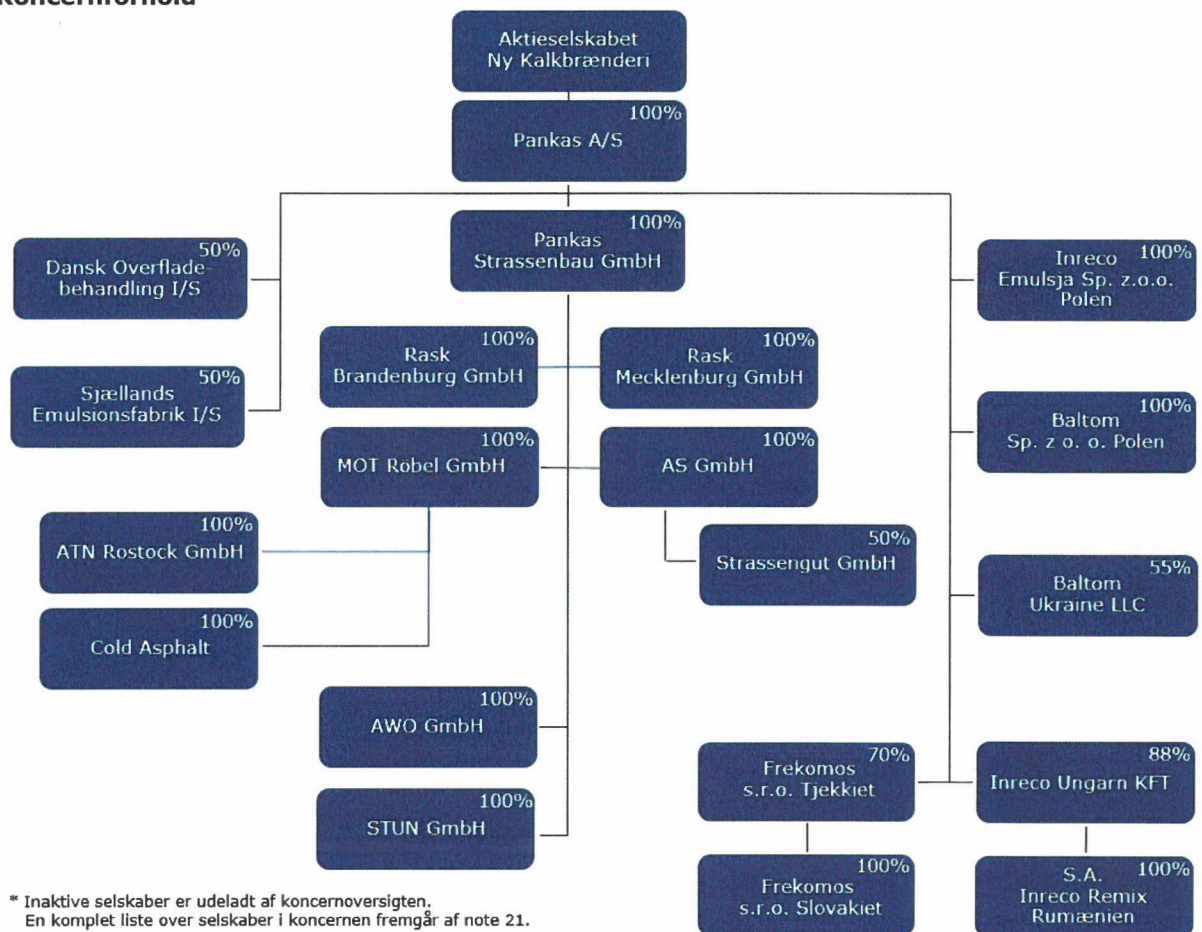 Koncernforhold
Aktieselskabet
Ny Kalkbrænderi
100%
Pankas A/S
100%
Pankas
Strassenbau GmbH
50%
Dansk Overflade-
behandling I/S
50%
Sjællands
Emulsionsfabrik I/S
100%
Inreco
Emulsja Sp. z.o.o.
Polen
100%
Rask
Brandenburg GmbH
100%
Rask
Mecklenburg GmbH
100%
MOT Röbel GmbH
100%
AS GmbH
100%
Baltom
Sp. z o. o. Polen
100%
ATN Rostock GmbH
50%
Strassengut GmbH
55%
Baltom
Ukraine LLC
100%
Cold Asphalt
100%
AWO GmbH
100%
STUN GmbH
70%
Frekomos
s.r.o. Tjekkiet
88%
Inreco Ungarn KFT
100%
Frekomos
s.r.o. Slovakiet
100%
S.A.
Inreco Remix
Rumænien
* Inaktive selskaber er udeladt af koncernoversigten.
En komplet liste over selskaber i koncernen fremgår af note 21.